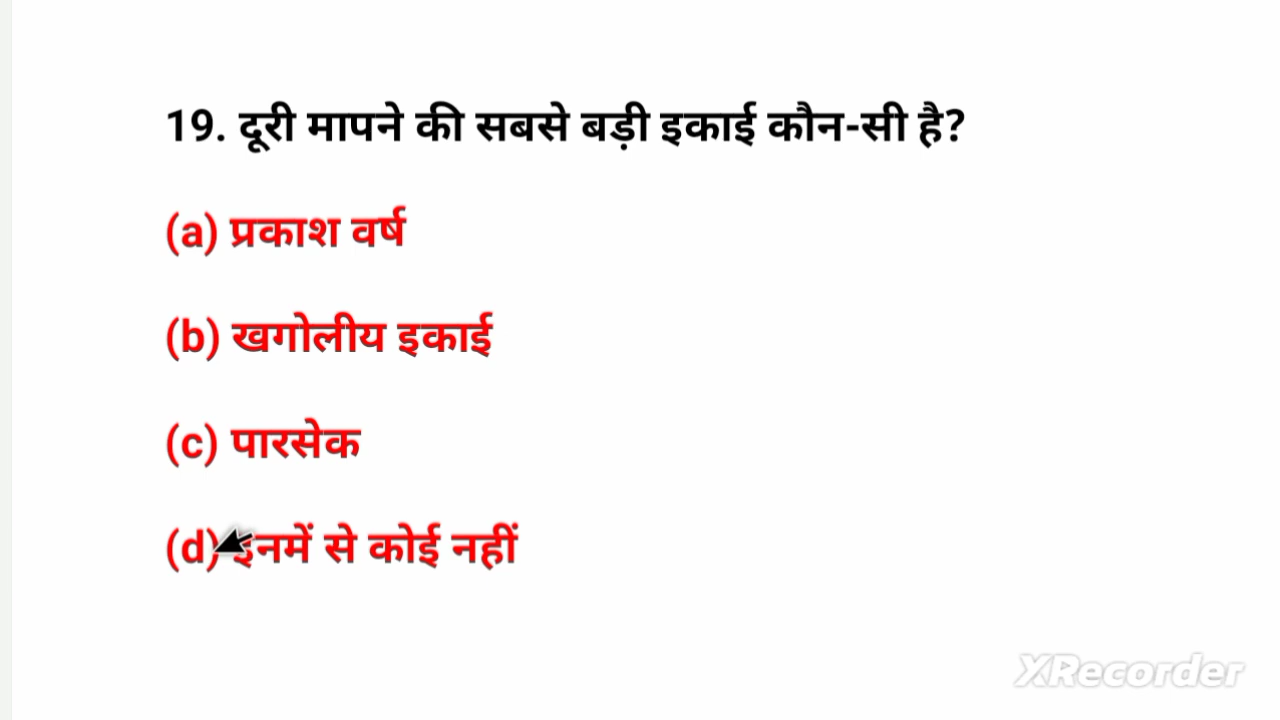 19. दूरी मापने की सबसे बड़ी इकाई कौन-सी है?
(a) प्रकाश वर्ष
(b) खगोलीय इकाई
(c) पारसेक
(d) इनमें से कोई नहीं
XRecorder